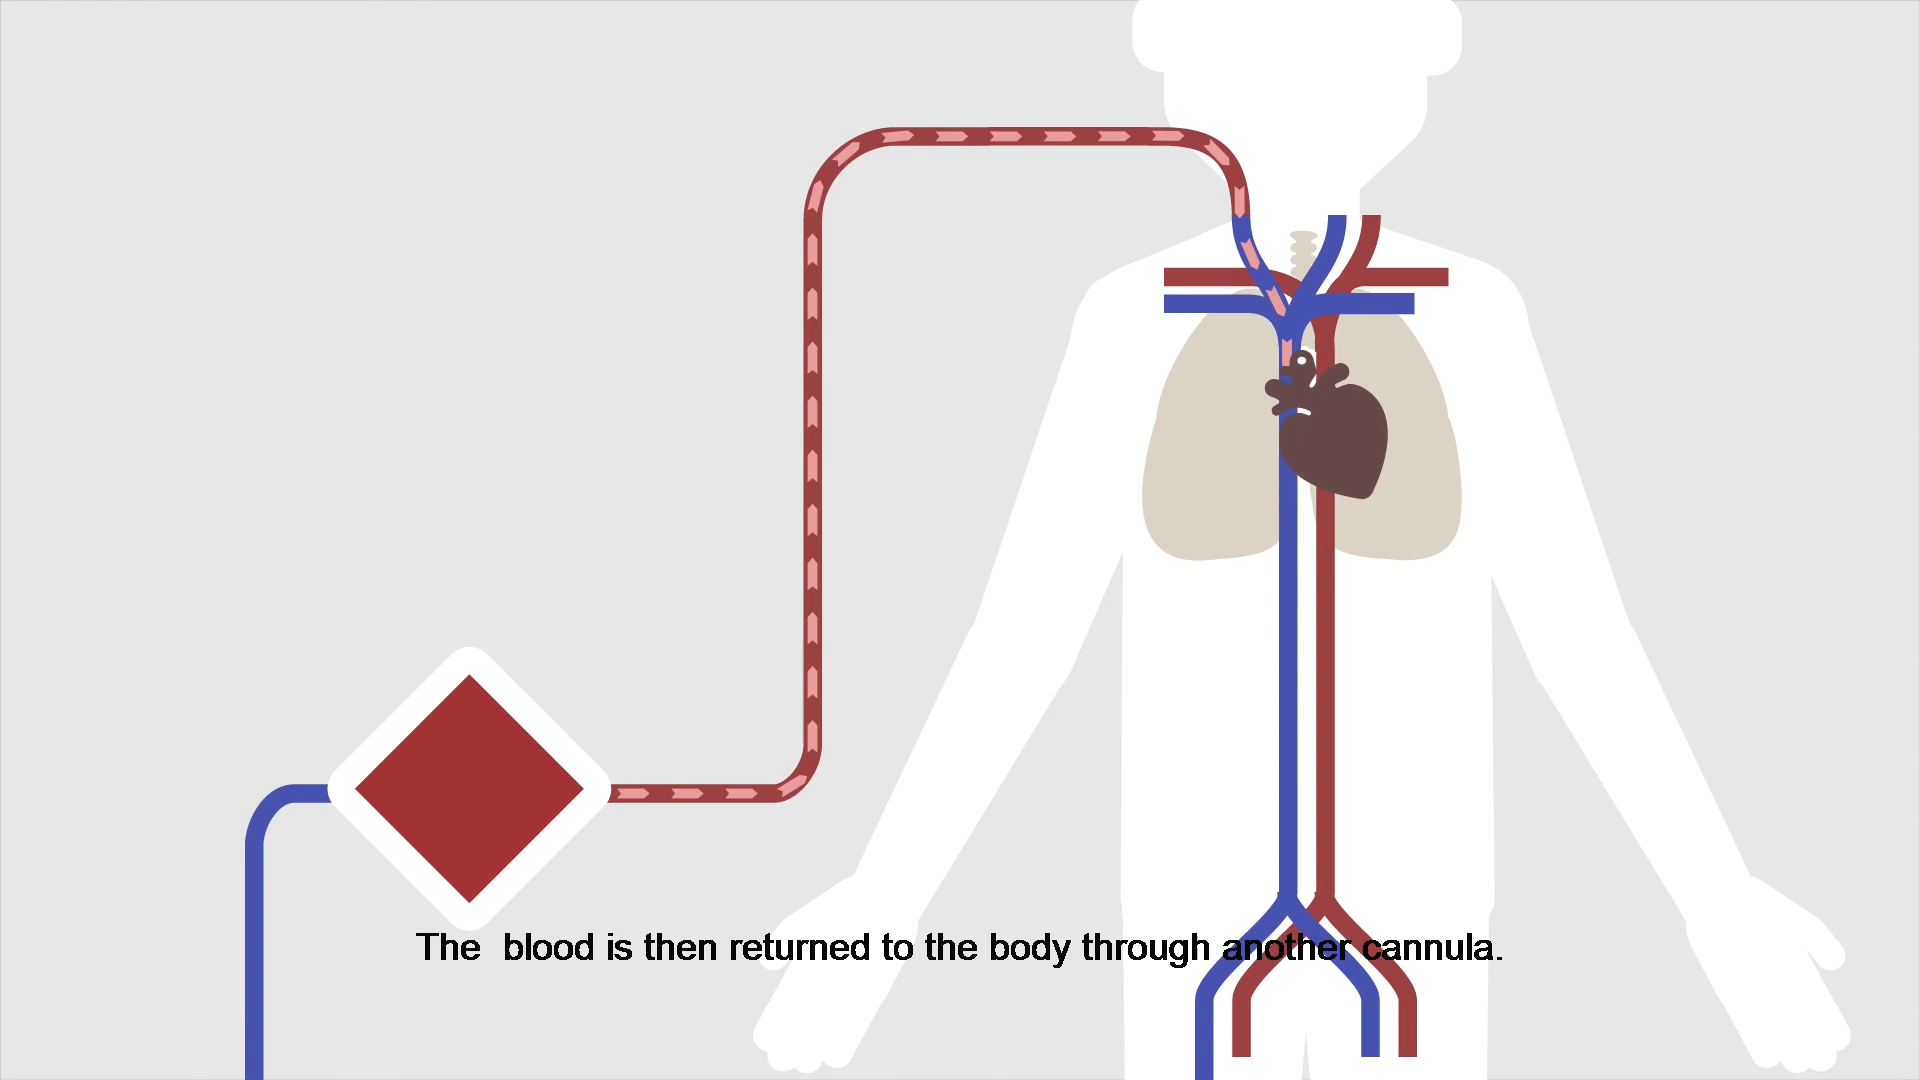 The  blood is then returned to the body through another cannula.